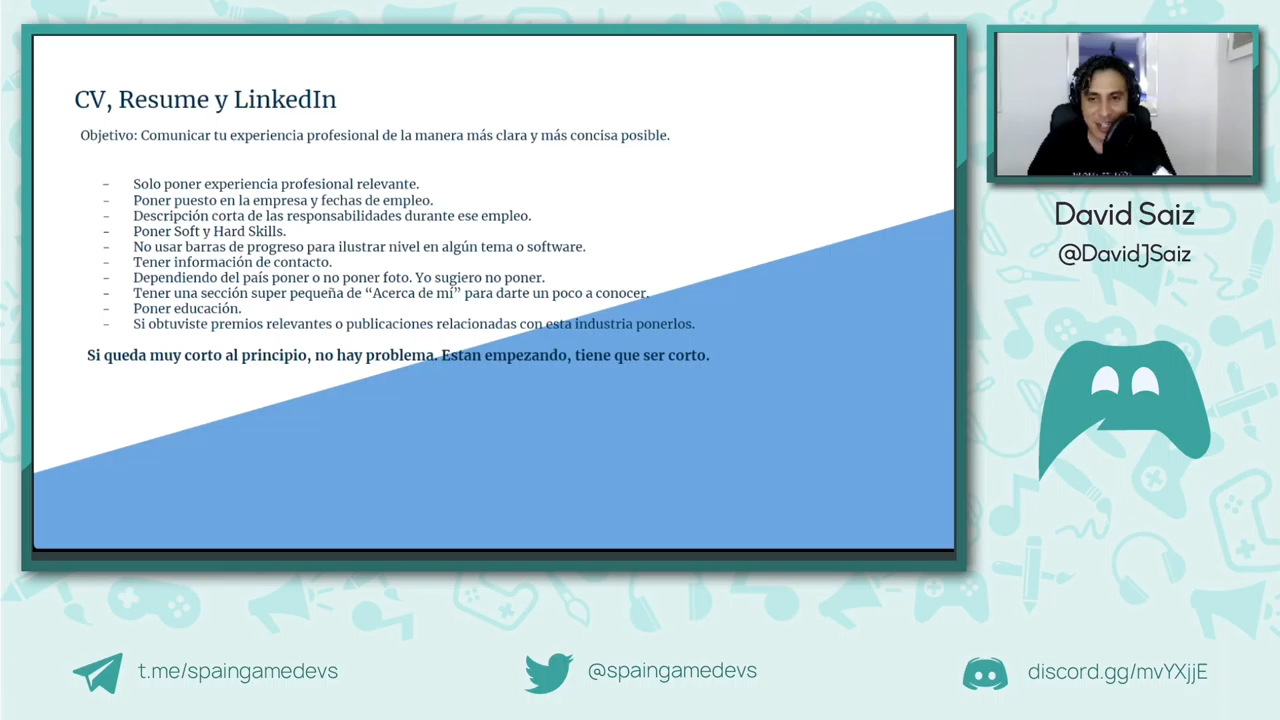 CV, Resume y LinkedIn
Objetivo: Comunicar tu experiencia profesional de la manera más clara y más concisa posible.
- Solo poner experiencia profesional relevante.
- Poner puesto en la empresa y fechas de empleo.
- Descripción corta de las responsabilidades durante ese empleo.
- Poner Soft y Hard Skills.
- No usar barras de progreso para ilustrar nivel en algún tema o software.
- Tener información de contacto.
- Dependiendo del país poner o no poner foto. Yo sugiero no poner.
- Tener una sección super pequeña de “Acerca de mí” para darte un poco a conocer.
- Poner educación.
- Si obtuviste premios relevantes o publicaciones relacionadas con esta industria ponerlos.
Si queda muy corto al principio, no hay problema. Estan empezando, tiene que ser corto.
David Saiz
@DavidJSaiz
t.me/spaingamedevs
@spaingamedevs
discord.gg/mvYXjjE